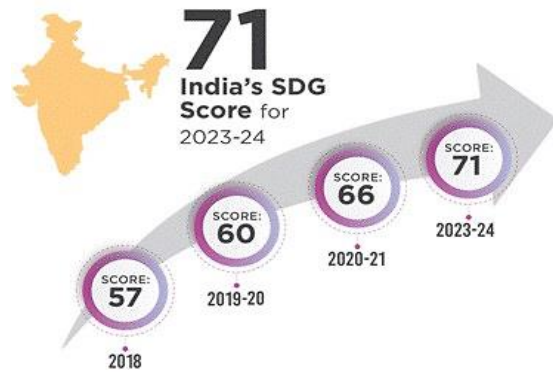 71
India's SDG
Score for
2023-24
SCORE:
57
2018
SCORE:
60
2019-20
SCORE:
66
2020-21
SCORE:
71
2023-24